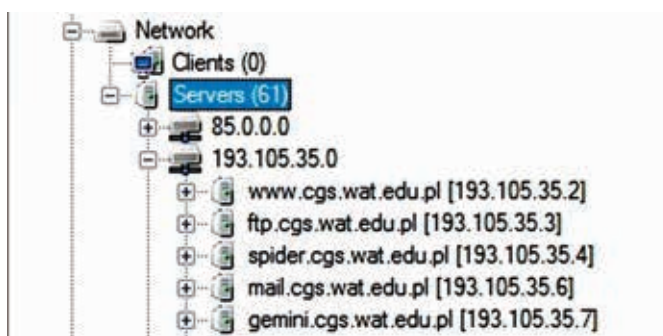 Network
Clients (0)
Servers (61)
85.0.0.0
193.105.35.0
www.cgs.wat.edu.pl [193.105.35.2]
ftp.cgs.wat.edu.pl [193.105.35.3]
spider.cgs.wat.edu.pl [193.105.35.4]
mail.cgs.wat.edu.pl [193.105.35.6]
gemini.cgs.wat.edu.pl [193.105.35.7]